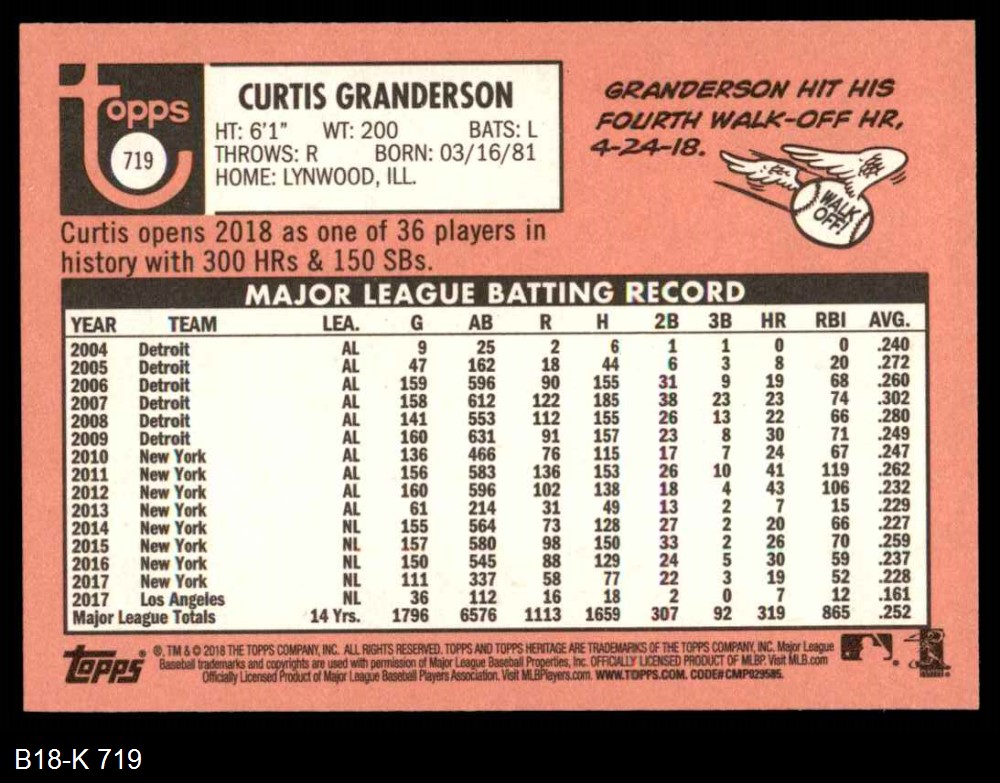 Topps
719
CURTIS GRANDERSON
HT: 6'1" WT: 200 BATS: L
THROWS: R BORN: 03/16/81
HOME: LYNWOOD, ILL.
GRANDERSON HIT HIS
FOURTH WALK-OFF HR,
4-24-18.
WALK
OFF!
Curtis opens 2018 as one of 36 players in
history with 300 HRs & 150 SBs.
MAJOR LEAGUE BATTING RECORD
YEAR TEAM LEA. G AB R H 2B 3B HR RBI AVG.
2004 Detroit AL 9 25 2 6 1 1 0 0 .240
2005 Detroit AL 47 162 18 44 6 3 8 20 .272
2006 Detroit AL 159 596 90 155 31 9 19 68 .260
2007 Detroit AL 158 612 122 185 38 23 23 74 .302
2008 Detroit AL 141 553 112 155 26 13 22 66 .280
2009 Detroit AL 160 631 91 157 23 8 30 71 .249
2010 New York AL 136 466 76 115 17 7 24 67 .247
2011 New York AL 156 583 136 153 26 10 41 119 .262
2012 New York AL 160 596 102 138 18 4 43 106 .232
2013 New York AL 61 214 31 49 13 2 7 15 .229
2014 New York NL 155 564 73 128 27 2 20 66 .227
2015 New York NL 157 580 98 150 33 2 26 70 .259
2016 New York NL 150 545 88 129 24 5 30 59 .237
2017 New York NL 111 337 58 77 22 3 19 52 .228
2017 Los Angeles NL 36 112 16 18 2 0 7 12 .161
Major League Totals 14 Yrs. 1796 6576 1113 1659 307 92 319 865 .252
Topps
®, TM & © 2018 THE TOPPS COMPANY, INC. ALL RIGHTS RESERVED. TOPPS AND TOPPS HERITAGE ARE TRADEMARKS OF THE TOPPS COMPANY, INC. Major League
Baseball trademarks and copyrights are used with permission of Major League Baseball Properties, Inc. OFFICIALLY LICENSED PRODUCT OF MLBP. Visit MLB.com
Officially Licensed Product of Major League Baseball Players Association. Visit MLBPlayers.com. WWW.TOPPS.COM. CODE#CMP029585.
B18-K 719